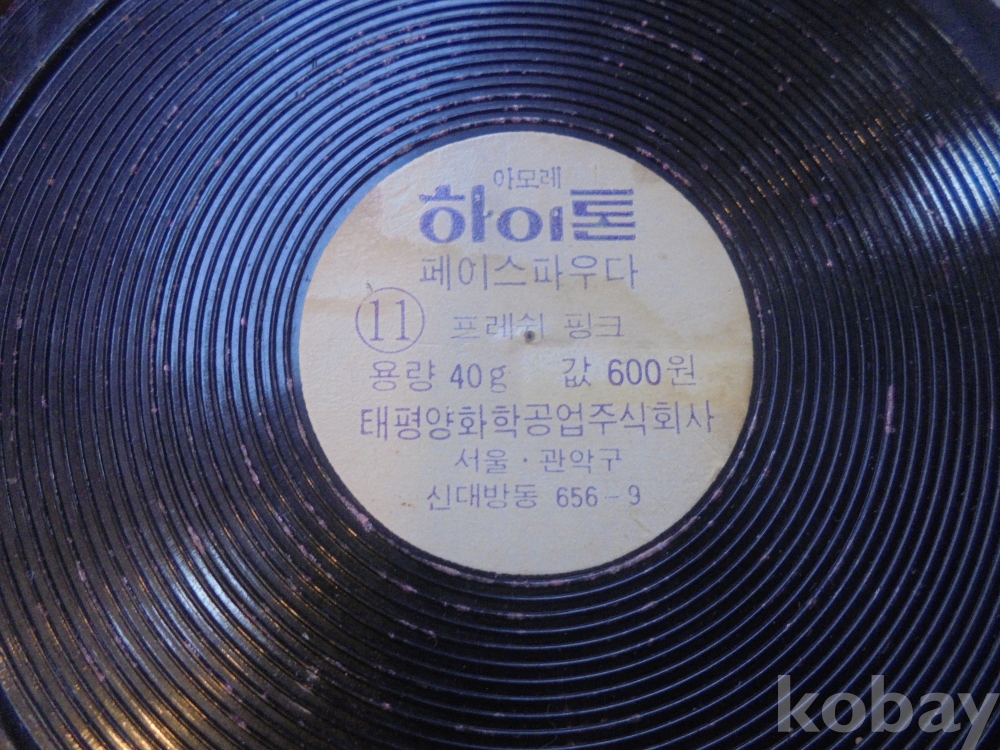 아모레
하이톤
페이스파우다
11 프레쉬 핑크
용량 40g 값 600원
태평양화학공업주식회사
서울·관악구
신대방동 656-9
kobay